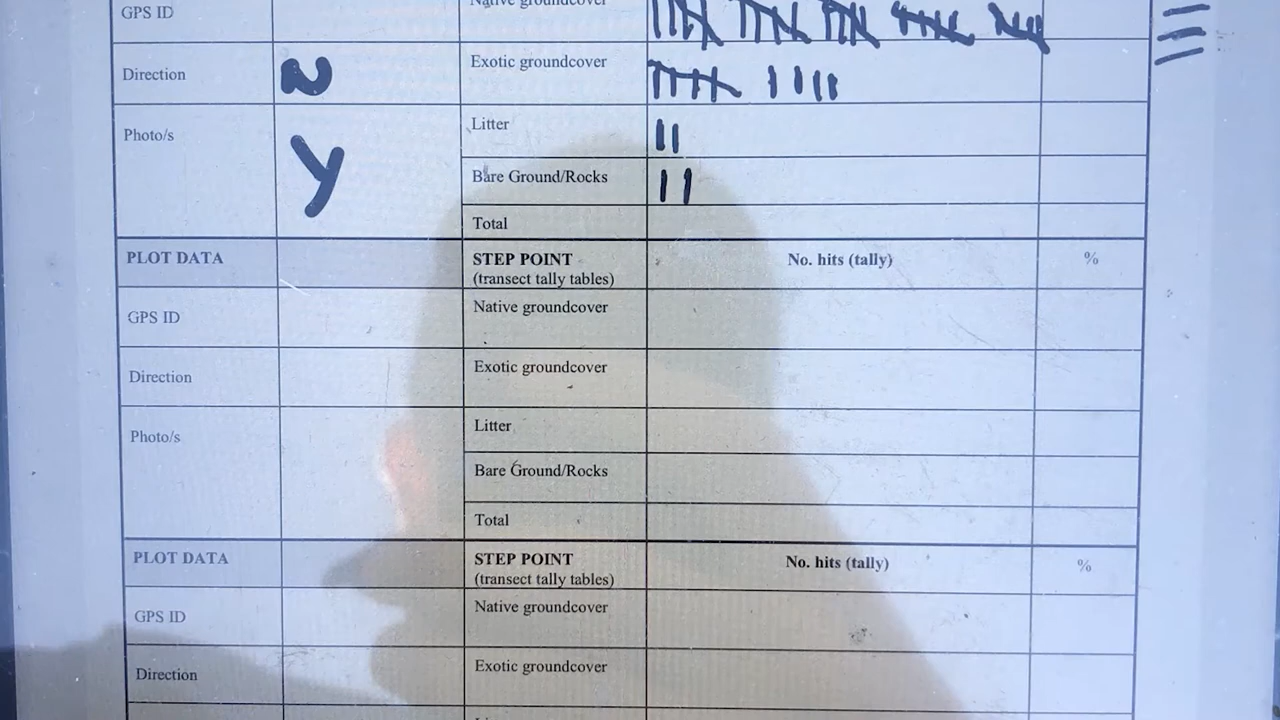 GPS ID Native groundcover
Direction N Exotic groundcover
Photo/s Y Litter
Bare Ground/Rocks
Total
PLOT DATA STEP POINT No. hits (tally) %
(transect tally tables)
GPS ID Native groundcover
Direction Exotic groundcover
Photo/s Litter
Bare Ground/Rocks
Total
PLOT DATA STEP POINT No. hits (tally) %
(transect tally tables)
GPS ID Native groundcover
Direction Exotic groundcover